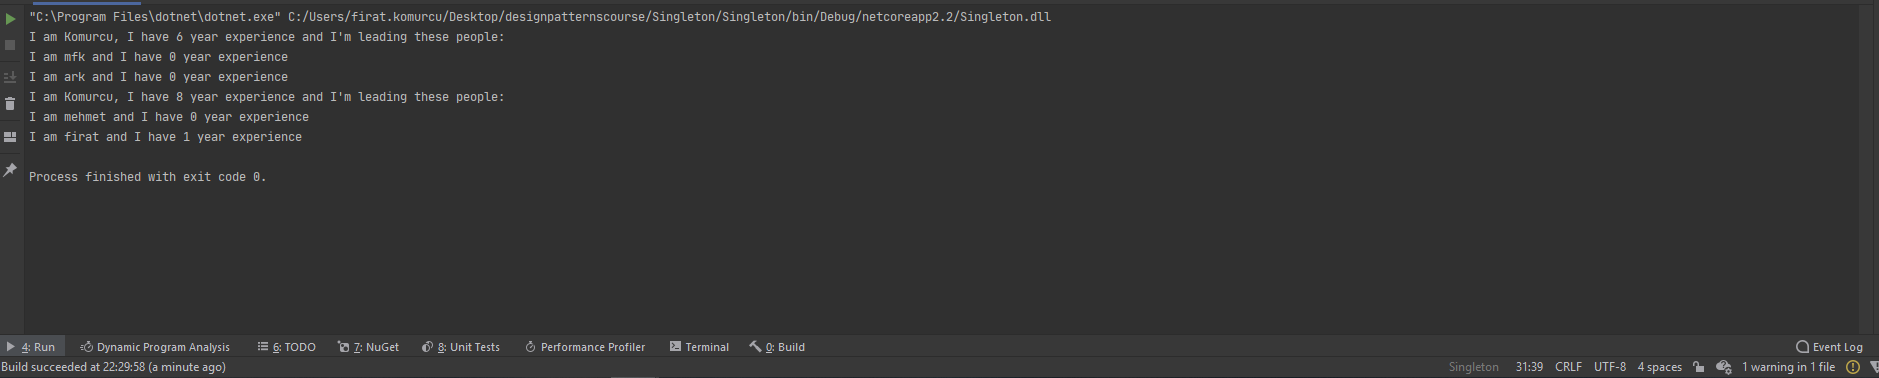 "C:\Program Files\dotnet\dotnet.exe" C:/Users/firat.komurcu/Desktop/designpatternscourse/Singleton/Singleton/bin/Debug/netcoreapp2.2/Singleton.dll
I am Komurcu, I have 6 year experience and I'm leading these people:
I am mfk and I have 0 year experience
I am ark and I have 0 year experience
I am Komurcu, I have 8 year experience and I'm leading these people:
I am mehmet and I have 0 year experience
I am firat and I have 1 year experience
Process finished with exit code 0.
4: Run Dynamic Program Analysis 6: TODO 7: NuGet 8: Unit Tests Performance Profiler Terminal 0: Build Event Log
Build succeeded at 22:29:58 (a minute ago) Singleton 31:39 CRLF UTF-8 4 spaces 1 warning in 1 file